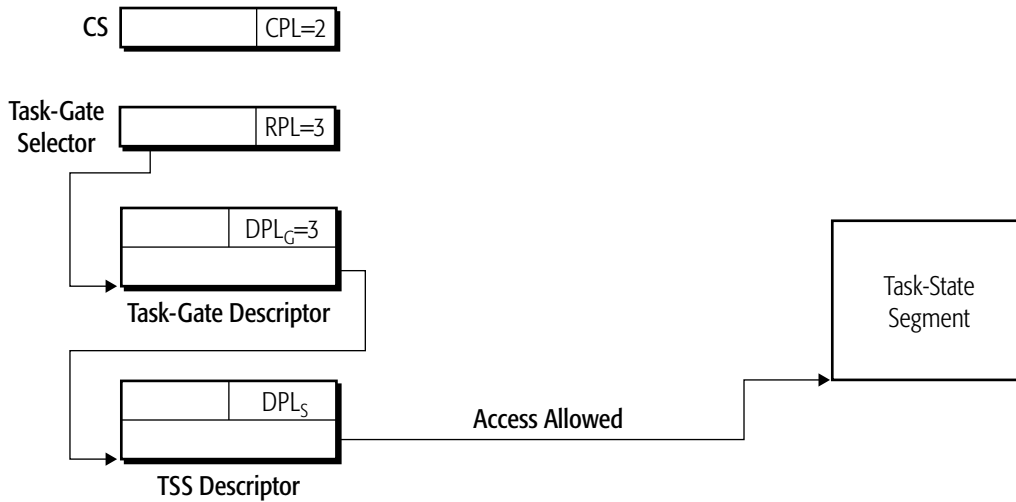 CS
CPL=2
Task-Gate
Selector
RPL=3
DPL_G=3
Task-Gate Descriptor
Task-State
Segment
DPL_S
Access Allowed
TSS Descriptor